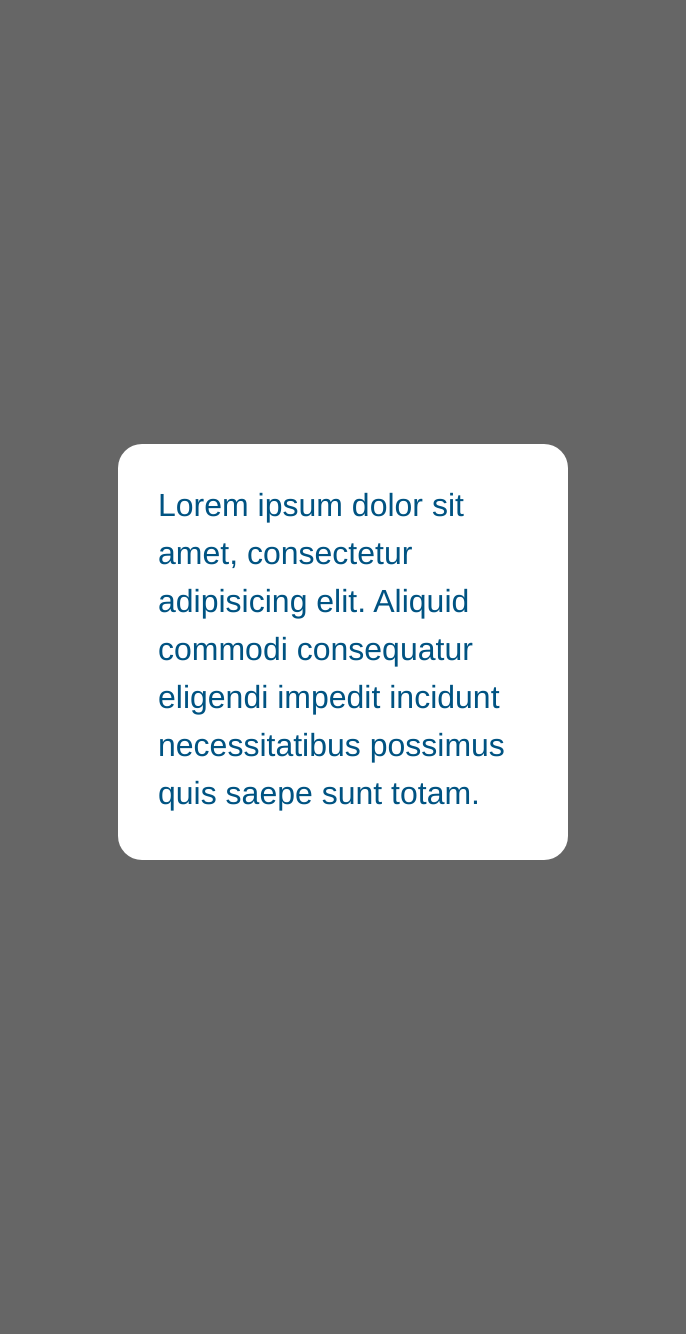 Lorem ipsum dolor sit
amet, consectetur
adipisicing elit. Aliquid
commodi consequatur
eligendi impedit incidunt
necessitatibus possimus
quis saepe sunt totam.